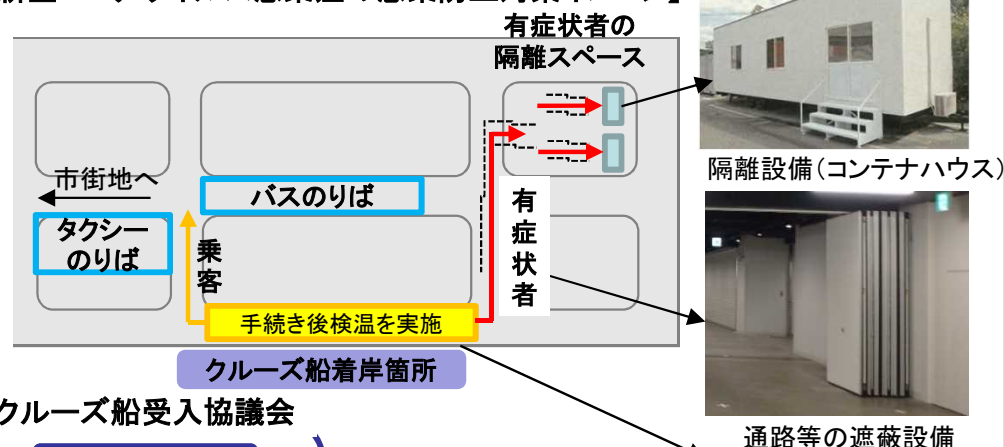 有症状者の
隔離スペース
隔離設備(コンテナハウス)
市街地へ
バスのりば
タクシー
のりば
乗客
有症状者
手続き後検温を実施
クルーズ船着岸箇所
クルーズ船受入協議会
通路等の遮蔽設備